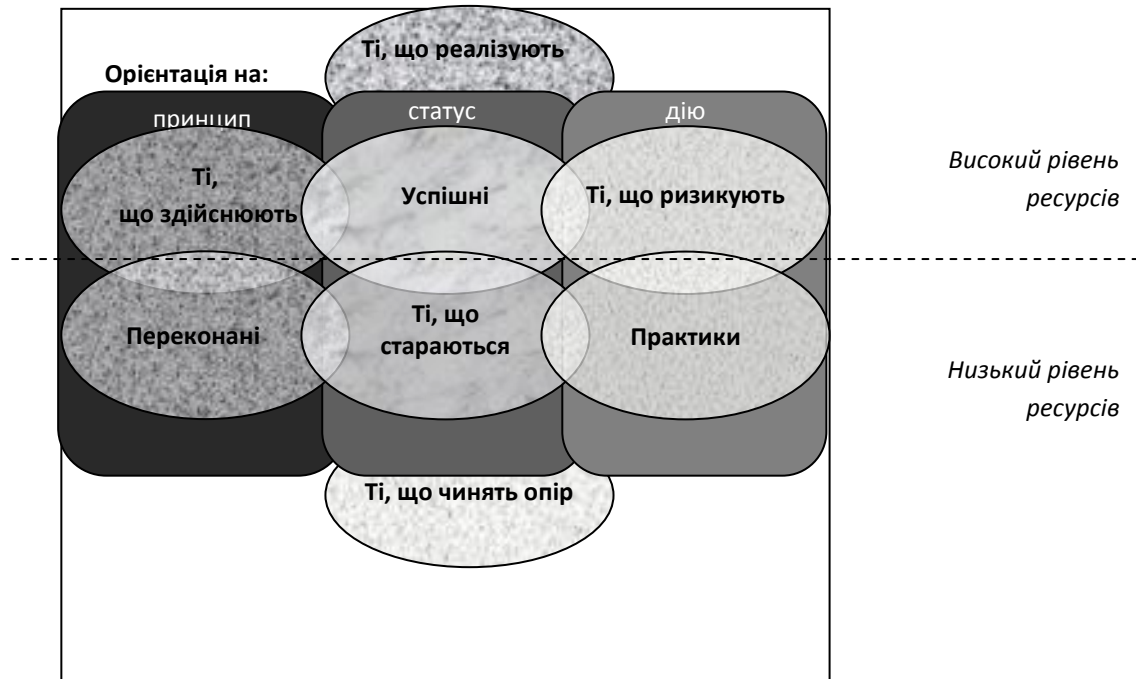 Ті, що реалізують
Орієнтація на:
принцип
статус
дію
Ті,
що здійснюють
Успішні
Ті, що ризикують
Високий рівень
ресурсів
Переконані
Ті, що
стараються
Практики
Низький рівень
ресурсів
Ті, що чинять опір